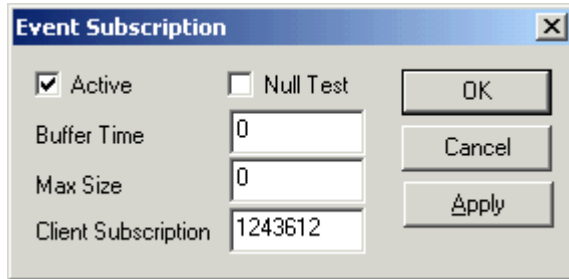 Event Subscription
Active
Null Test
OK
Buffer Time
0
Cancel
Max Size
0
Apply
Client Subscription
1243612